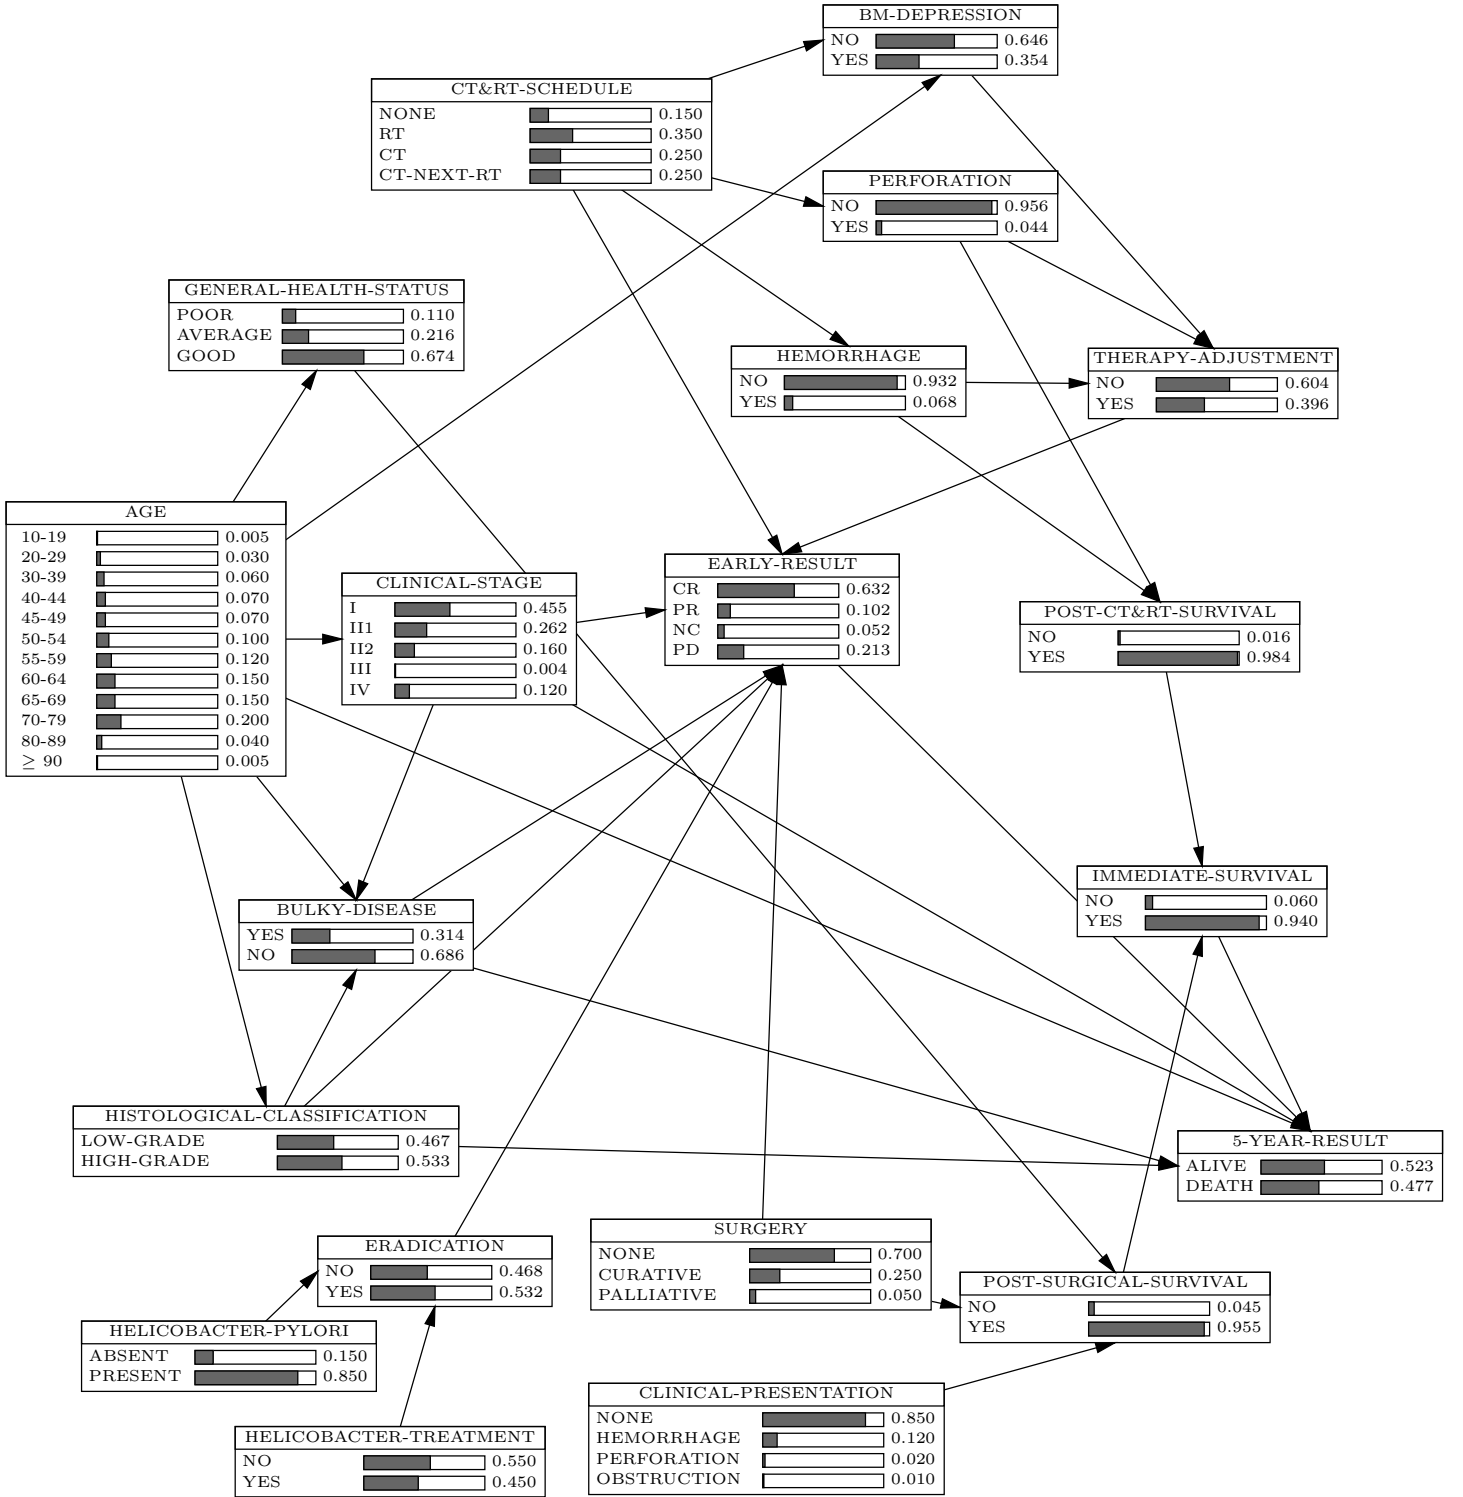 BM-DEPRESSION
NO 0.646
YES 0.354
CT&RT-SCHEDULE
NONE 0.150
RT 0.350
CT 0.250
CT-NEXT-RT 0.250
PERFORATION
NO 0.956
YES 0.044
GENERAL-HEALTH-STATUS
POOR 0.110
AVERAGE 0.216
GOOD 0.674
HEMORRHAGE
NO 0.932
YES 0.068
THERAPY-ADJUSTMENT
NO 0.604
YES 0.396
AGE
10-19 0.005
20-29 0.030
30-39 0.060
40-44 0.070
45-49 0.070
50-54 0.100
55-59 0.120
60-64 0.150
65-69 0.150
70-79 0.200
80-89 0.040
≥ 90 0.005
CLINICAL-STAGE
I 0.455
II1 0.262
II2 0.160
III 0.004
IV 0.120
EARLY-RESULT
CR 0.632
PR 0.102
NC 0.052
PD 0.213
POST-CT&RT-SURVIVAL
NO 0.016
YES 0.984
BULKY-DISEASE
YES 0.314
NO 0.686
IMMEDIATE-SURVIVAL
NO 0.060
YES 0.940
HISTOLOGICAL-CLASSIFICATION
LOW-GRADE 0.467
HIGH-GRADE 0.533
5-YEAR-RESULT
ALIVE 0.523
DEATH 0.477
ERADICATION
NO 0.468
YES 0.532
SURGERY
NONE 0.700
CURATIVE 0.250
PALLIATIVE 0.050
POST-SURGICAL-SURVIVAL
NO 0.045
YES 0.955
HELICOBACTER-PYLORI
ABSENT 0.150
PRESENT 0.850
CLINICAL-PRESENTATION
NONE 0.850
HEMORRHAGE 0.120
PERFORATION 0.020
OBSTRUCTION 0.010
HELICOBACTER-TREATMENT
NO 0.550
YES 0.450